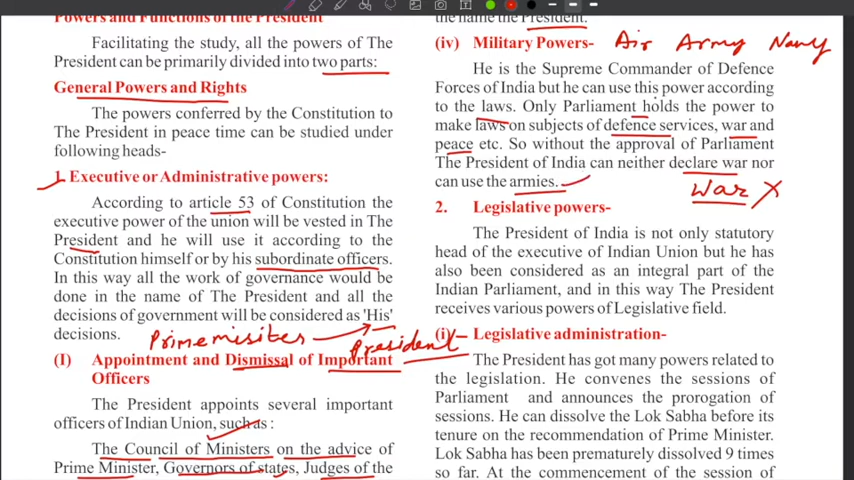 Powers and Functions of the President
Facilitating the study, all the powers of The
President can be primarily divided into two parts:
General Powers and Rights
The powers conferred by the Constitution to
The President in peace time can be studied under
following heads-
1. Executive or Administrative powers:
According to article 53 of Constitution the
executive power of the union will be vested in The
President and he will use it according to the
Constitution himself or by his subordinate officers.
In this way all the work of governance would be
done in the name of The President and all the
decisions of government will be considered as 'His'
decisions.
Primemisites
President
(I) Appointment and Dismissal of Important
Officers
The President appoints several important
officers of Indian Union, such as :
The Council of Ministers on the advice of
Prime Minister, Governors of states, Judges of the
the name the President.
(iv) Military Powers- Air Army Navy
He is the Supreme Commander of Defence
Forces of India but he can use this power according
to the laws. Only Parliament holds the power to
make laws on subjects of defence services, war and
peace etc. So without the approval of Parliament
The President of India can neither declare war nor
can use the armies.
War X
2. Legislative powers-
The President of India is not only statutory
head of the executive of Indian Union but he has
also been considered as an integral part of the
Indian Parliament, and in this way The President
receives various powers of Legislative field.
(i) Legislative administration-
The President has got many powers related to
the legislation. He convenes the sessions of
Parliament and announces the prorogation of
sessions. He can dissolve the Lok Sabha before its
tenure on the recommendation of Prime Minister.
Lok Sabha has been prematurely dissolved 9 times
so far. At the commencement of the session of